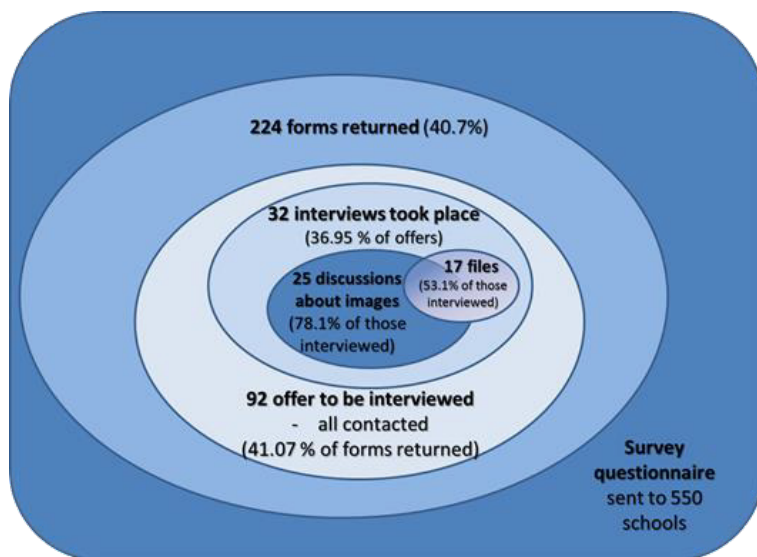 224 forms returned (40.7%)
32 interviews took place
(36.95 % of offers)
17 files
(53.1% of those
interviewed)
25 discussions
about images
(78.1% of those
interviewed)
92 offer to be interviewed
- all contacted
(41.07 % of forms returned)
Survey
questionnaire
sent to 550
schools